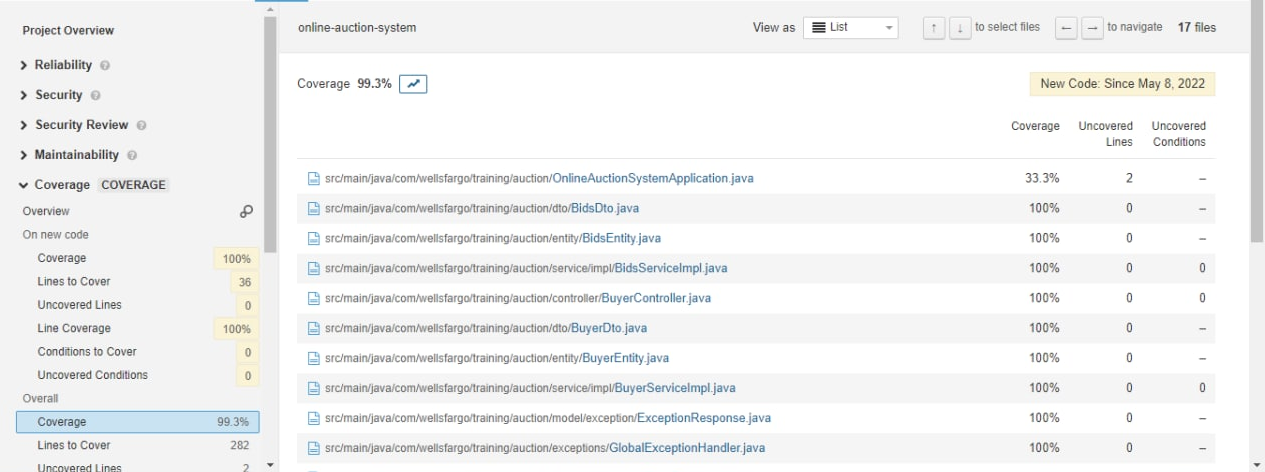 Project Overview
Reliability
Security
Security Review
Maintainability
Coverage COVERAGE
Overview
On new code
Coverage 100%
Lines to Cover 36
Uncovered Lines 0
Line Coverage 100%
Conditions to Cover 0
Uncovered Conditions 0
Overall
Coverage 99.3%
Lines to Cover 282
Uncovered Lines 2
online-auction-system
View as List ↑ ↓ to select files ← → to navigate 17 files
Coverage 99.3%
New Code: Since May 8, 2022
Coverage Uncovered Lines Uncovered Conditions
src/main/java/com/wellsfargo/training/auction/OnlineAuctionSystemApplication.java 33.3% 2 –
src/main/java/com/wellsfargo/training/auction/dto/BidsDto.java 100% 0 –
src/main/java/com/wellsfargo/training/auction/entity/BidsEntity.java 100% 0 –
src/main/java/com/wellsfargo/training/auction/service/impl/BidsServiceImpl.java 100% 0 0
src/main/java/com/wellsfargo/training/auction/controller/BuyerController.java 100% 0 0
src/main/java/com/wellsfargo/training/auction/dto/BuyerDto.java 100% 0 –
src/main/java/com/wellsfargo/training/auction/entity/BuyerEntity.java 100% 0 –
src/main/java/com/wellsfargo/training/auction/service/impl/BuyerServiceImpl.java 100% 0 0
src/main/java/com/wellsfargo/training/auction/model/exception/ExceptionResponse.java 100% 0 –
src/main/java/com/wellsfargo/training/auction/exceptions/GlobalExceptionHandler.java 100% 0 –